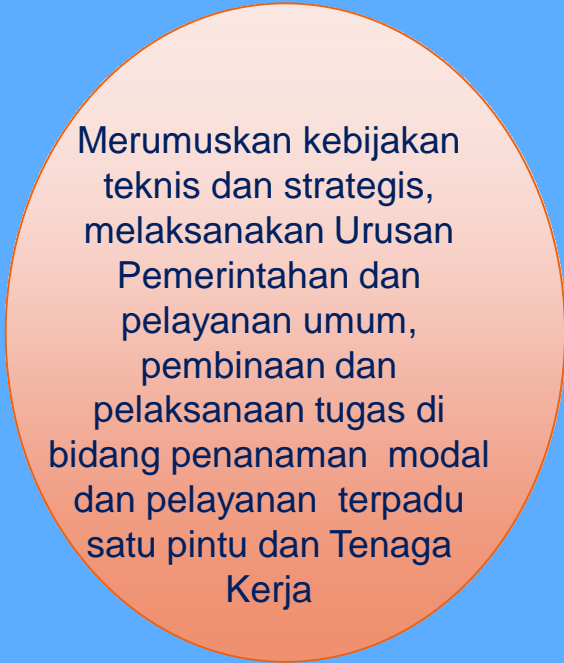 Merumuskan kebijakan
teknis dan strategis,
melaksanakan Urusan
Pemerintahan dan
pelayanan umum,
pembinaan dan
pelaksanaan tugas di
bidang penanaman modal
dan pelayanan terpadu
satu pintu dan Tenaga
Kerja